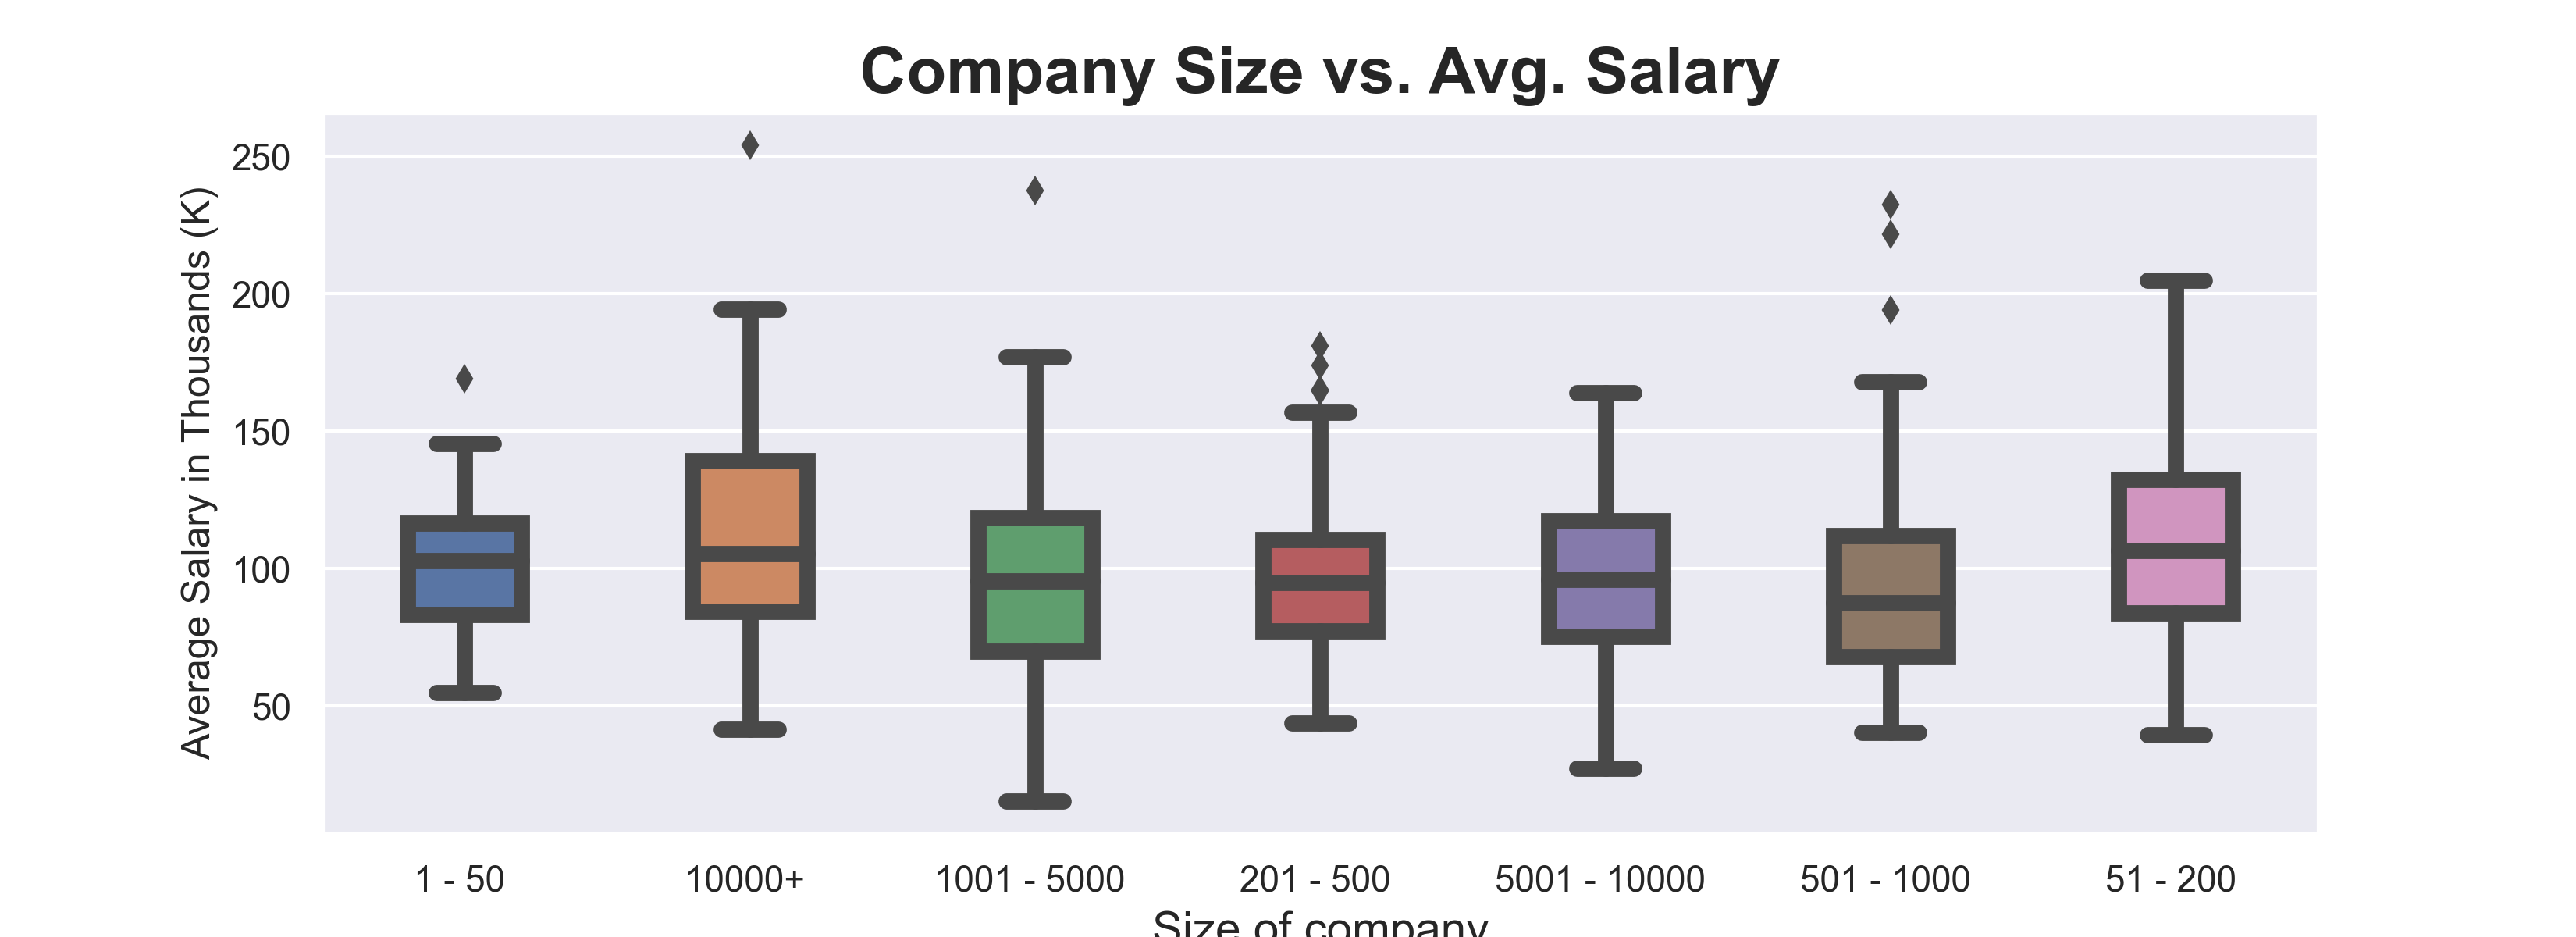 Company Size vs. Avg. Salary
Average Salary in Thousands (K)
250
200
150
100
50
1 - 50
10000+
1001 - 5000
201 - 500
5001 - 10000
501 - 1000
51 - 200
Size of company